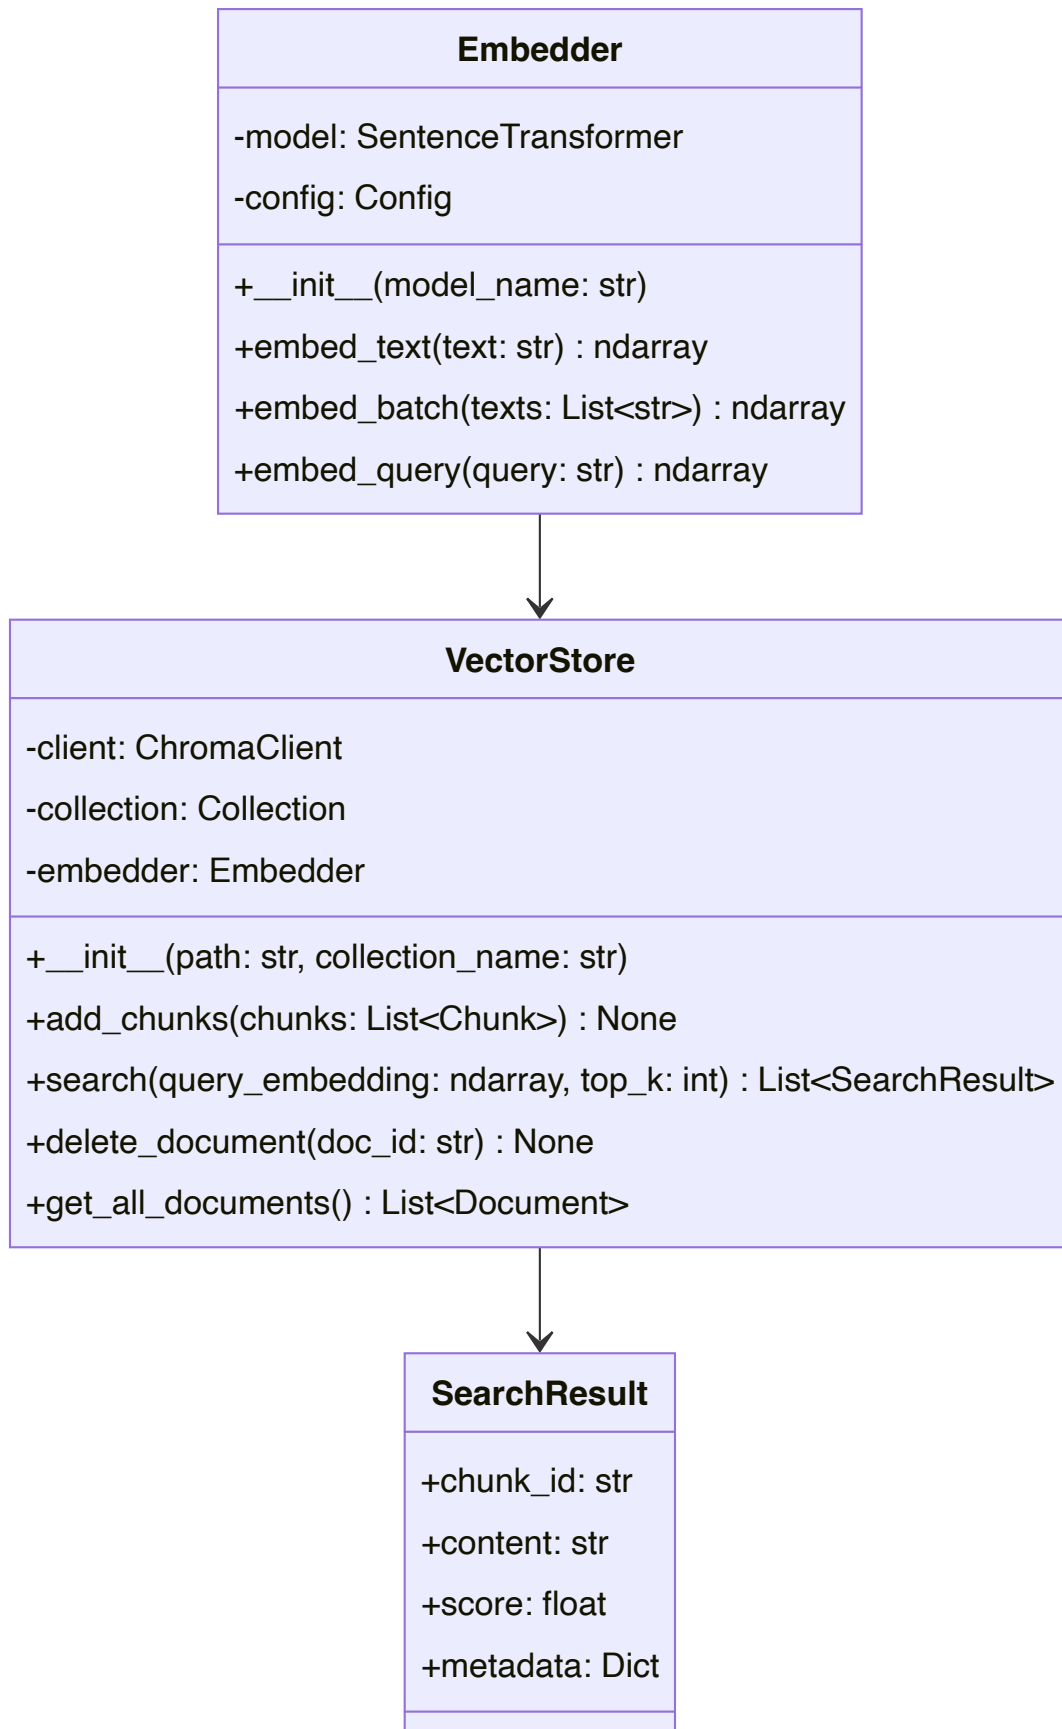 Embedder
-model: SentenceTransformer
-config: Config
+__init__(model_name: str)
+embed_text(text: str) : ndarray
+embed_batch(texts: List<str>) : ndarray
+embed_query(query: str) : ndarray
VectorStore
-client: ChromaClient
-collection: Collection
-embedder: Embedder
+__init__(path: str, collection_name: str)
+add_chunks(chunks: List<Chunk>) : None
+search(query_embedding: ndarray, top_k: int) : List<SearchResult>
+delete_document(doc_id: str) : None
+get_all_documents() : List<Document>
SearchResult
+chunk_id: str
+content: str
+score: float
+metadata: Dict